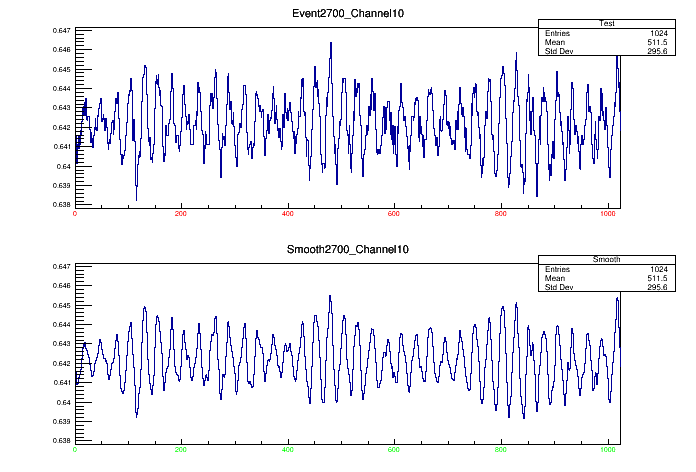 Event2700_Channel10
Test
Entries 1024
Mean 511.5
Std Dev 295.6
0.647
0.646
0.645
0.644
0.643
0.642
0.641
0.64
0.639
0.638
0 200 400 600 800 1000
Smooth2700_Channel10
Smooth
Entries 1024
Mean 511.5
Std Dev 295.6
0.647
0.646
0.645
0.644
0.643
0.642
0.641
0.64
0.639
0.638
0 200 400 600 800 1000